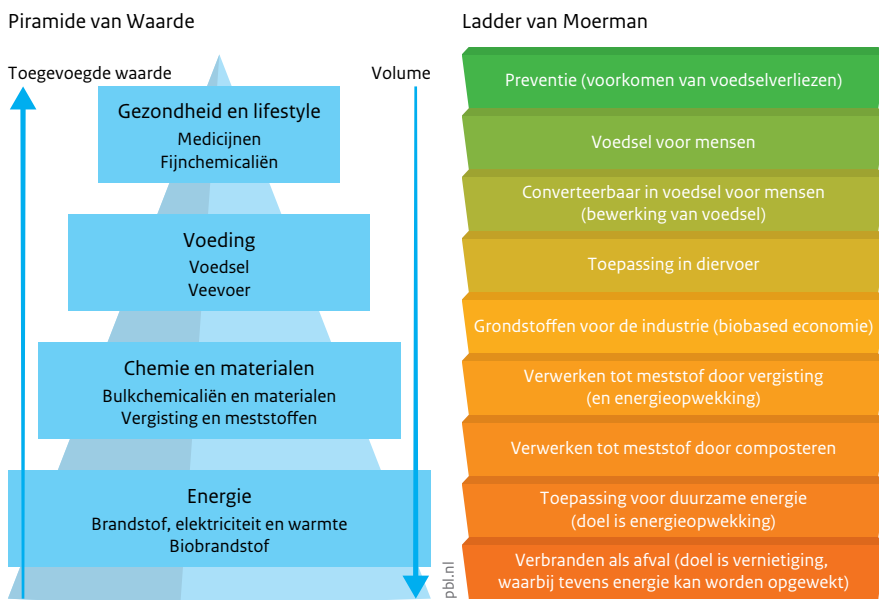 Piramide van Waarde
Toegevoegde waarde
Volume
Gezondheid en lifestyle
Medicijnen
Fijnchemicaliën
Voeding
Voedsel
Veevoer
Chemie en materialen
Bulkchemicaliën en materialen
Vergisting en meststoffen
Energie
Brandstof, elektriciteit en warmte
Biobrandstof
pbl.nl
Ladder van Moerman
Preventie (voorkomen van voedselverliezen)
Voedsel voor mensen
Converteerbaar in voedsel voor mensen
(bewerking van voedsel)
Toepassing in diervoer
Grondstoffen voor de industrie (biobased economie)
Verwerken tot meststof door vergisting
(en energieopwekking)
Verwerken tot meststof door composteren
Toepassing voor duurzame energie
(doel is energieopwekking)
Verbranden als afval (doel is vernietiging,
waarbij tevens energie kan worden opgewekt)